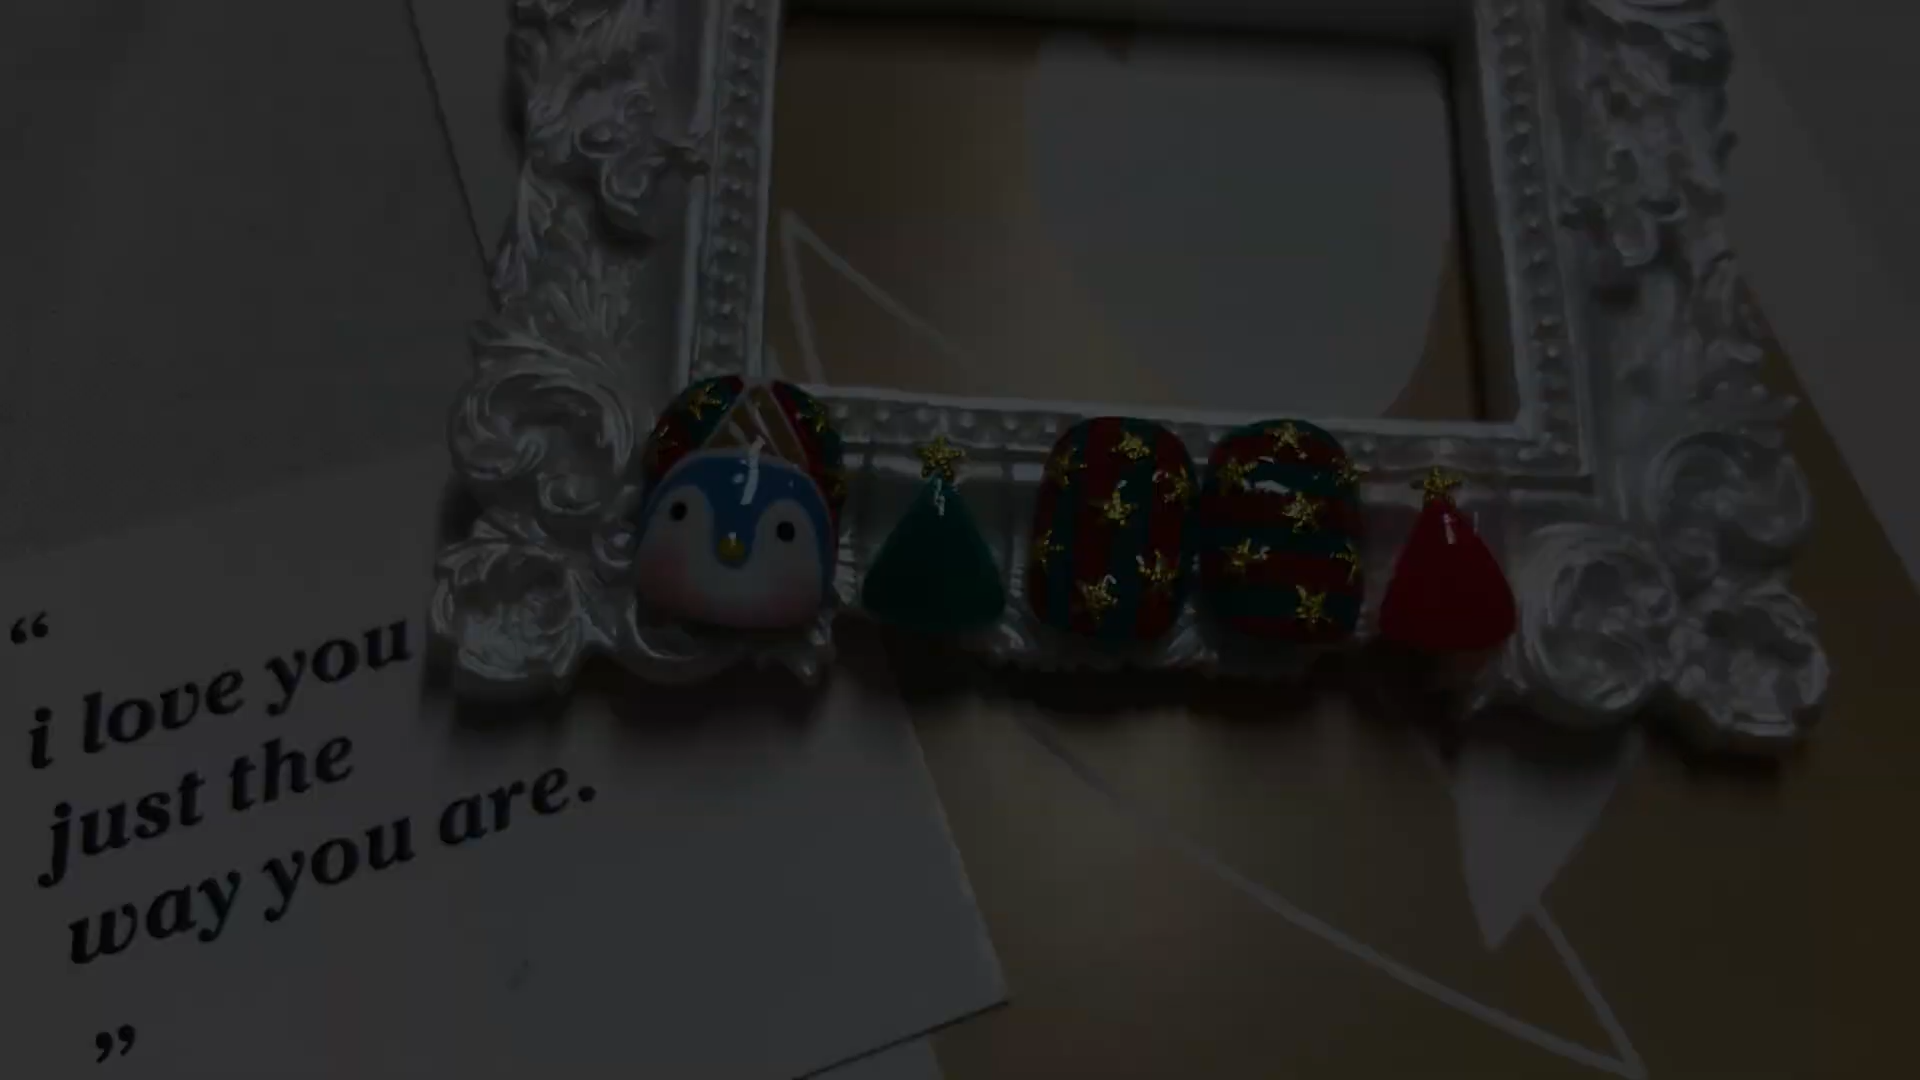 “
i love you
just the
way you are.
”